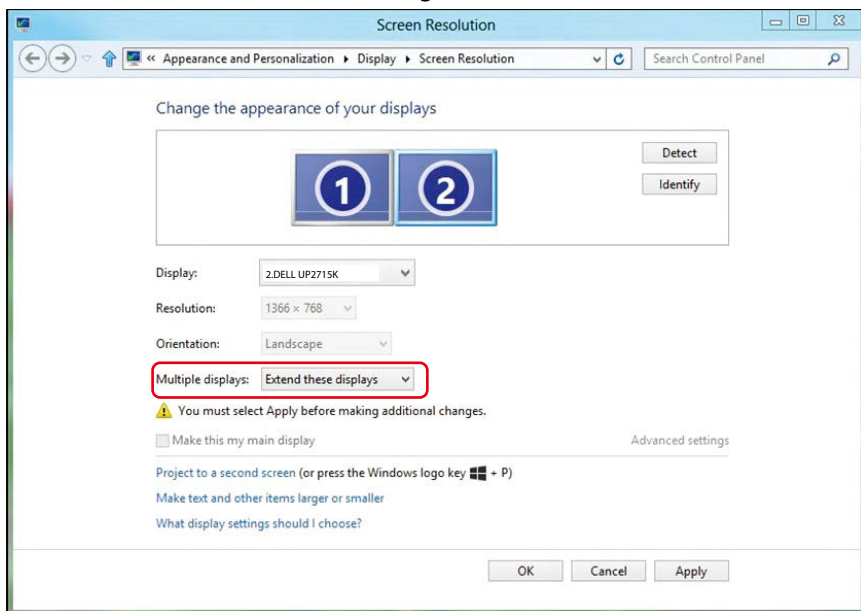 Screen Resolution
« Appearance and Personalization ▸ Display ▸ Screen Resolution
Search Control Panel
Change the appearance of your displays
1 2
Detect
Identify
Display: 2.DELL UP2715K
Resolution: 1366 × 768
Orientation: Landscape
Multiple displays: Extend these displays
You must select Apply before making additional changes.
Make this my main display
Advanced settings
Project to a second screen (or press the Windows logo key + P)
Make text and other items larger or smaller
What display settings should I choose?
OK Cancel Apply